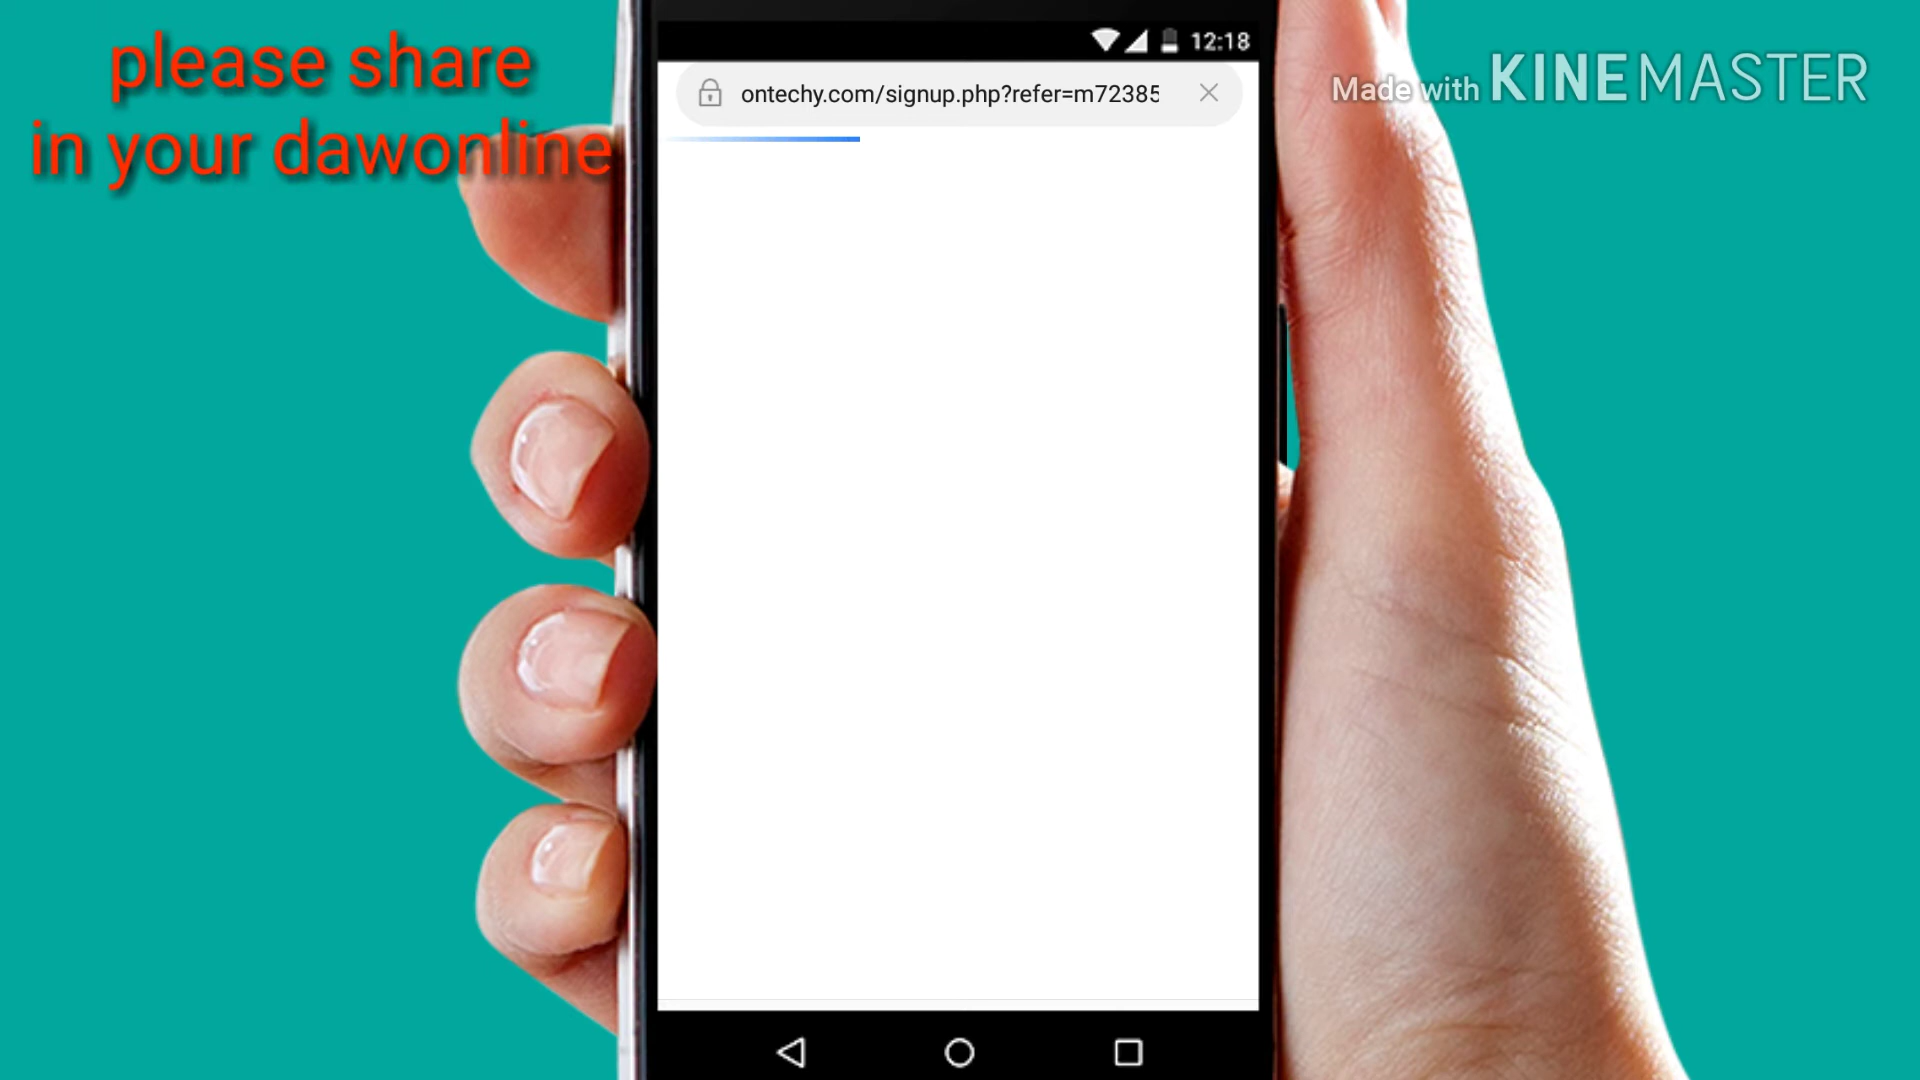 please share
in your dawonline
12:18
ontechy.com/signup.php?refer=m72385
Made with KINEMASTER